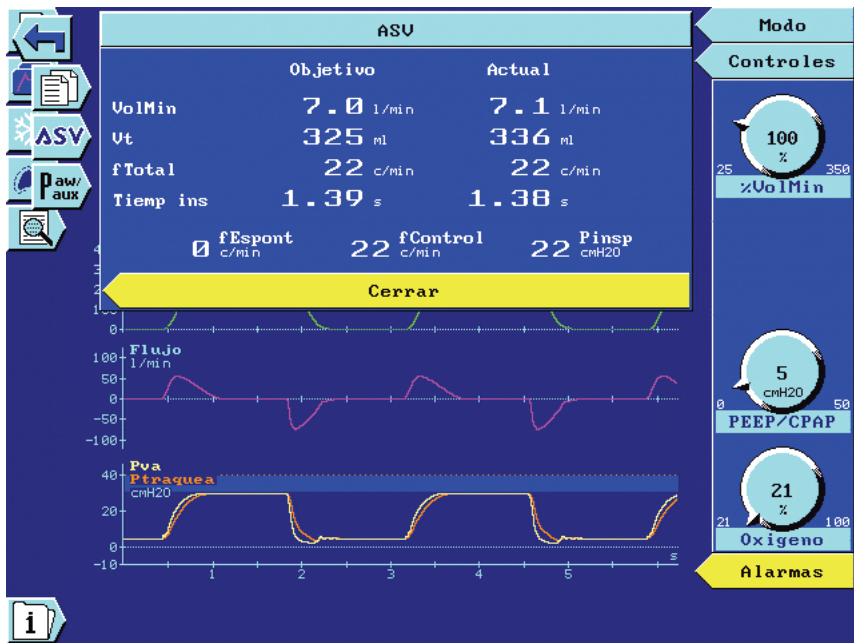 ASV
Modo
Objetivo Actual
Controles
VolMin 7.0 l/min 7.1 l/min
Vt 325 ml 336 ml
fTotal 22 c/min 22 c/min
Tiemp ins 1.39 s 1.38 s
0 fEspont c/min 22 fControl c/min 22 Pinsp cmH2O
Cerrar
ASV
Paw/
aux
100
%
25 350
%VolMin
0
Flujo
l/min
100
50
0
-50
-100
5
cmH2O
0 50
PEEP/CPAP
Pva
Ptraquea
cmH2O
40
20
0
-10
1 2 3 4 5 s
21
%
21 100
Oxigeno
Alarmas
i